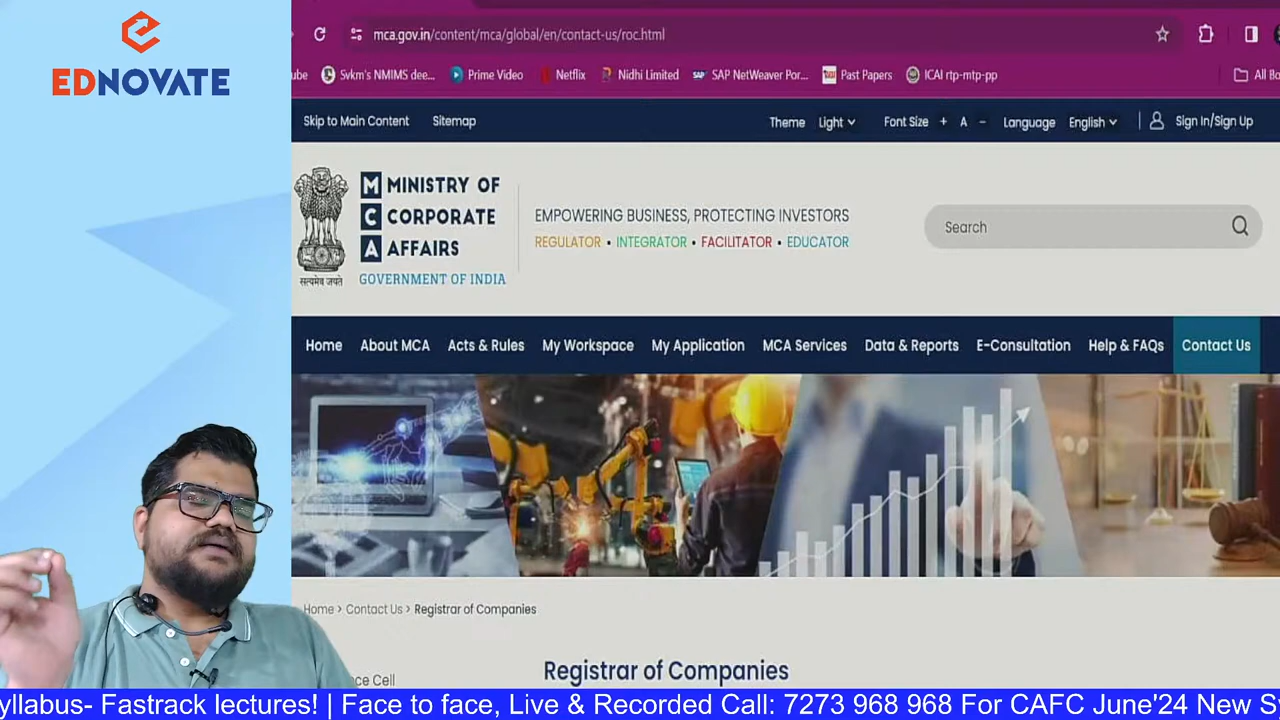 EDNOVATE
mca.gov.in/content/mca/global/en/contact-us/roc.html
ube Svkm's NMIMS dee... Prime Video Netflix Nidhi Limited SAP NetWeaver Por... Past Papers ICAI rtp-mtp-pp All Bo
Skip to Main Content Sitemap Theme Light Font Size + A - Language English Sign In/Sign Up
M MINISTRY OF
C CORPORATE
A AFFAIRS
GOVERNMENT OF INDIA
सत्यमेव जयते
EMPOWERING BUSINESS, PROTECTING INVESTORS
REGULATOR • INTEGRATOR • FACILITATOR • EDUCATOR
Search
Home About MCA Acts & Rules My Workspace My Application MCA Services Data & Reports E-Consultation Help & FAQs Contact Us
Home > Contact Us > Registrar of Companies
Registrar of Companies
ce Cell
yllabus- Fastrack lectures! | Face to face, Live & Recorded Call: 7273 968 968 For CAFC June'24 New S